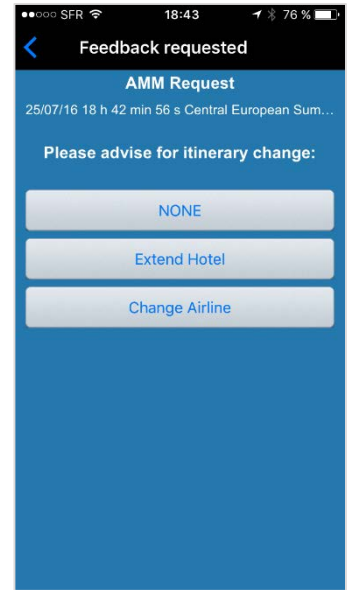 SFR 18:43 76 %
Feedback requested
AMM Request
25/07/16 18 h 42 min 56 s Central European Sum...
Please advise for itinerary change:
NONE
Extend Hotel
Change Airline